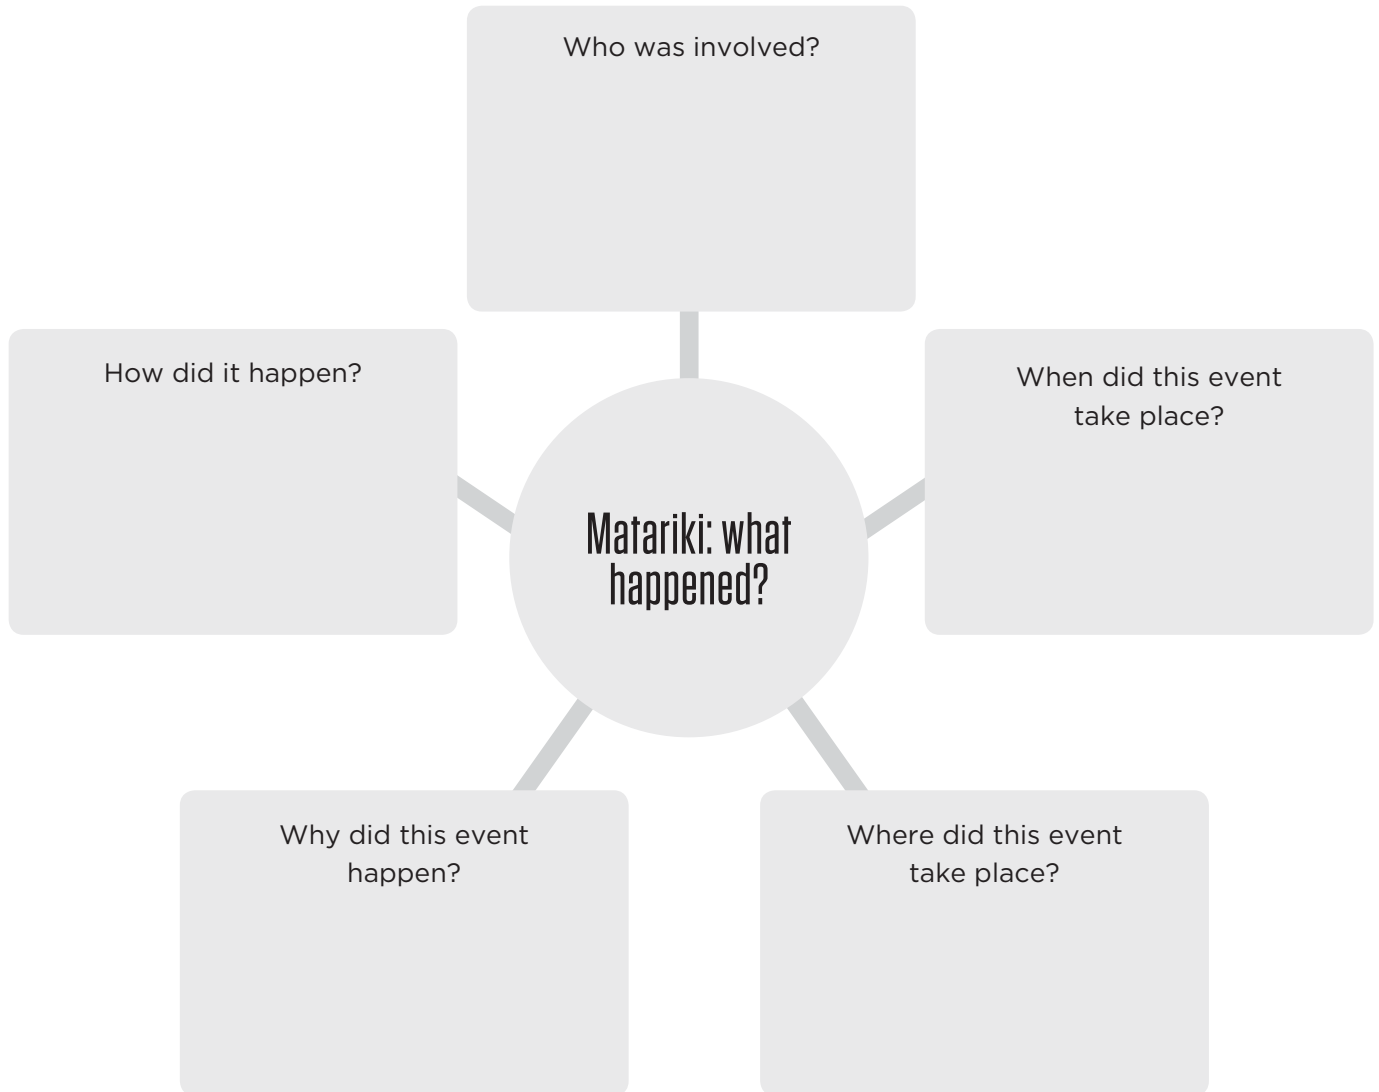 Who was involved?
How did it happen?
When did this event
take place?
Matariki: what
happened?
Why did this event
happen?
Where did this event
take place?